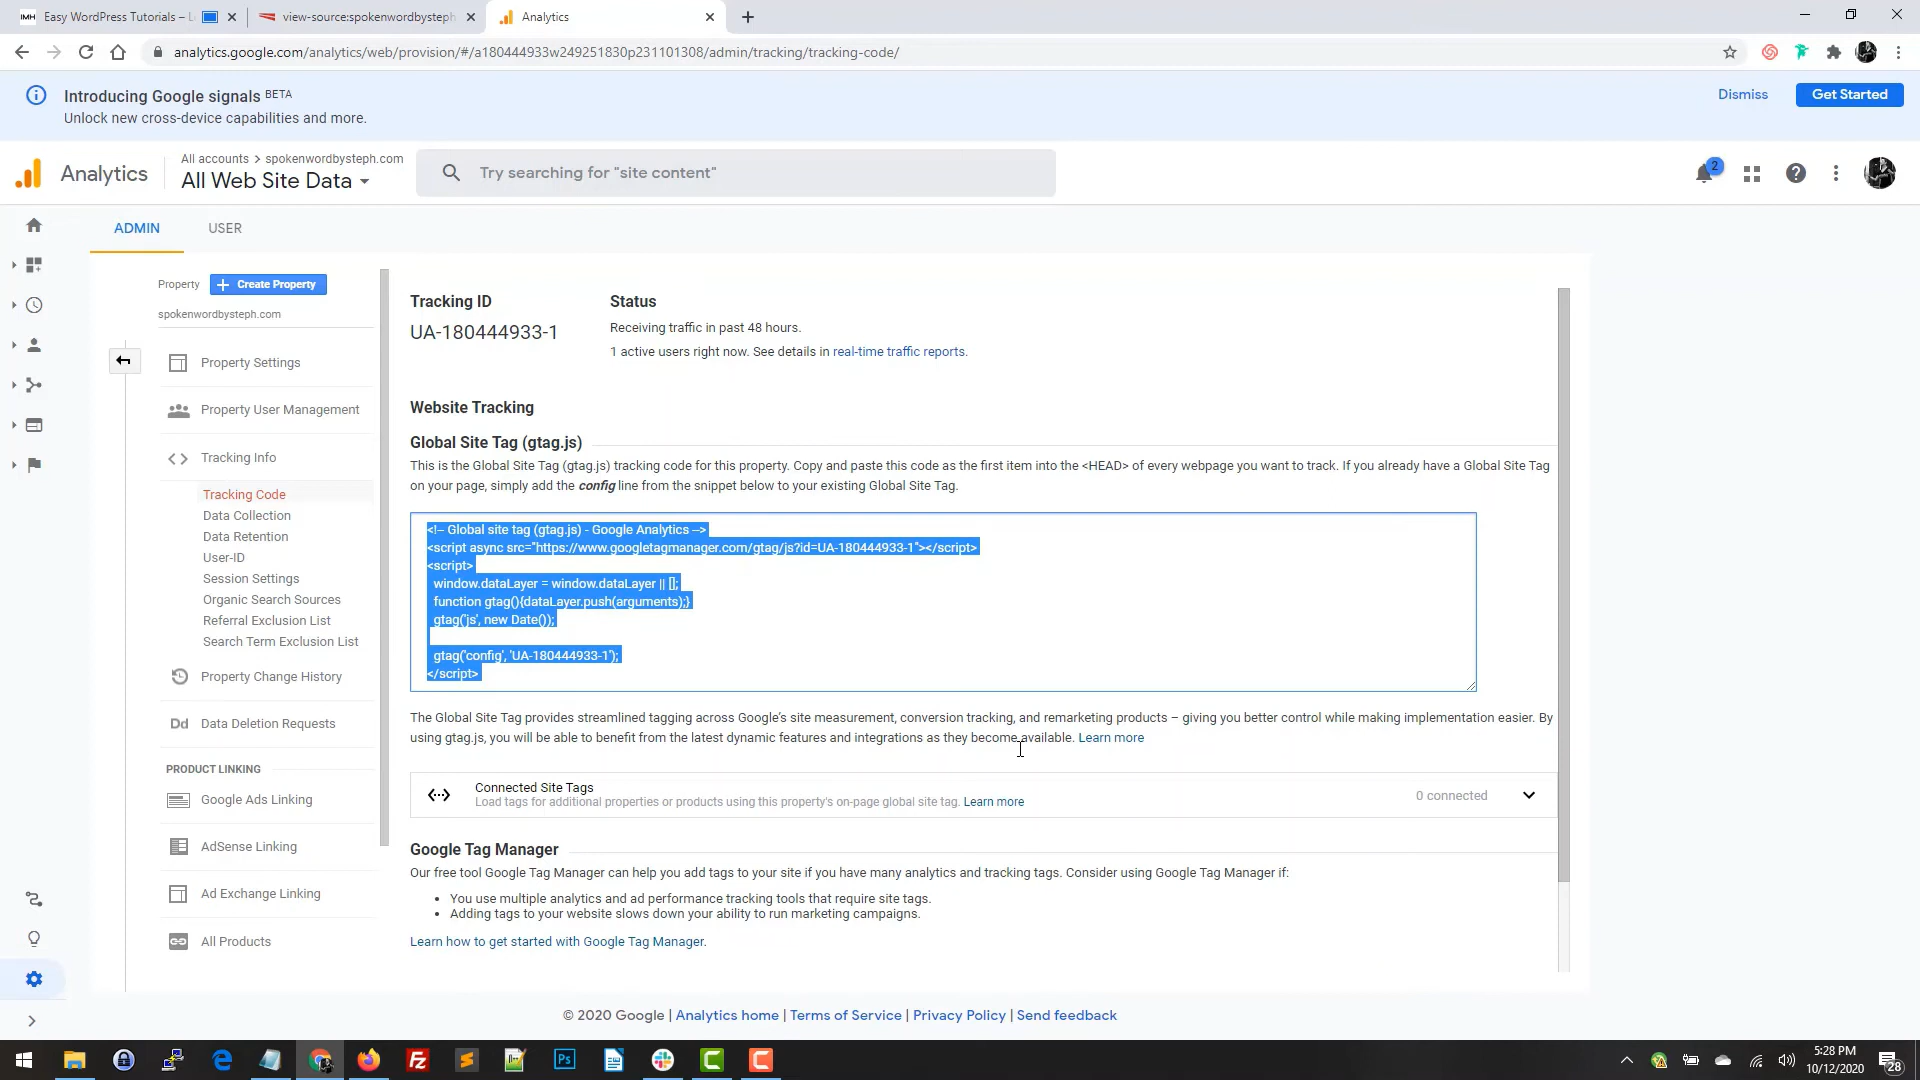 IMH
Easy WordPress Tutorials – L
view-source:spokenwordbysteph
Analytics
analytics.google.com/analytics/web/provision/#/a180444933w249251830p231101308/admin/tracking/tracking-code/
Introducing Google signals BETA
Unlock new cross-device capabilities and more.
Dismiss
Get Started
Analytics
All accounts > spokenwordbysteph.com
All Web Site Data
Try searching for "site content"
2
ADMIN
USER
Property
Create Property
spokenwordbysteph.com
Property Settings
Property User Management
Tracking Info
Tracking Code
Data Collection
Data Retention
User-ID
Session Settings
Organic Search Sources
Referral Exclusion List
Search Term Exclusion List
Property Change History
Dd Data Deletion Requests
PRODUCT LINKING
Google Ads Linking
AdSense Linking
Ad Exchange Linking
All Products
Tracking ID
UA-180444933-1
Status
Receiving traffic in past 48 hours.
1 active users right now. See details in real-time traffic reports.
Website Tracking
Global Site Tag (gtag.js)
This is the Global Site Tag (gtag.js) tracking code for this property. Copy and paste this code as the first item into the <HEAD> of every webpage you want to track. If you already have a Global Site Tag
on your page, simply add the config line from the snippet below to your existing Global Site Tag.
<!-- Global site tag (gtag.js) - Google Analytics -->
<script async src="https://www.googletagmanager.com/gtag/js?id=UA-180444933-1"></script>
<script>
window.dataLayer = window.dataLayer || [];
function gtag(){dataLayer.push(arguments);}
gtag('js', new Date());
gtag('config', 'UA-180444933-1');
</script>
The Global Site Tag provides streamlined tagging across Google's site measurement, conversion tracking, and remarketing products – giving you better control while making implementation easier. By
using gtag.js, you will be able to benefit from the latest dynamic features and integrations as they become available. Learn more
Connected Site Tags
Load tags for additional properties or products using this property's on-page global site tag. Learn more
0 connected
Google Tag Manager
Our free tool Google Tag Manager can help you add tags to your site if you have many analytics and tracking tags. Consider using Google Tag Manager if:
• You use multiple analytics and ad performance tracking tools that require site tags.
• Adding tags to your website slows down your ability to run marketing campaigns.
Learn how to get started with Google Tag Manager.
© 2020 Google | Analytics home | Terms of Service | Privacy Policy | Send feedback
Ps
5:28 PM
10/12/2020
28